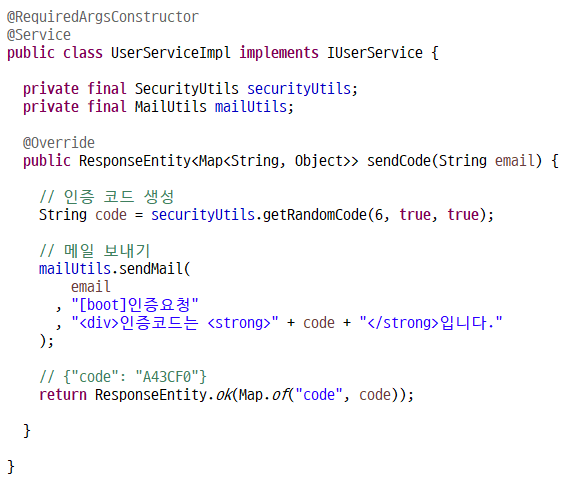 @RequiredArgsConstructor
@Service
public class UserServiceImpl implements IUserService {
private final SecurityUtils securityUtils;
private final MailUtils mailUtils;
@Override
public ResponseEntity<Map<String, Object>> sendCode(String email) {
// 인증 코드 생성
String code = securityUtils.getRandomCode(6, true, true);
// 메일 보내기
mailUtils.sendMail(
email
, "[boot]인증요청"
, "<div>인증코드는 <strong>" + code + "</strong>입니다."
);
// {"code": "A43CF0"}
return ResponseEntity.ok(Map.of("code", code));
}
}